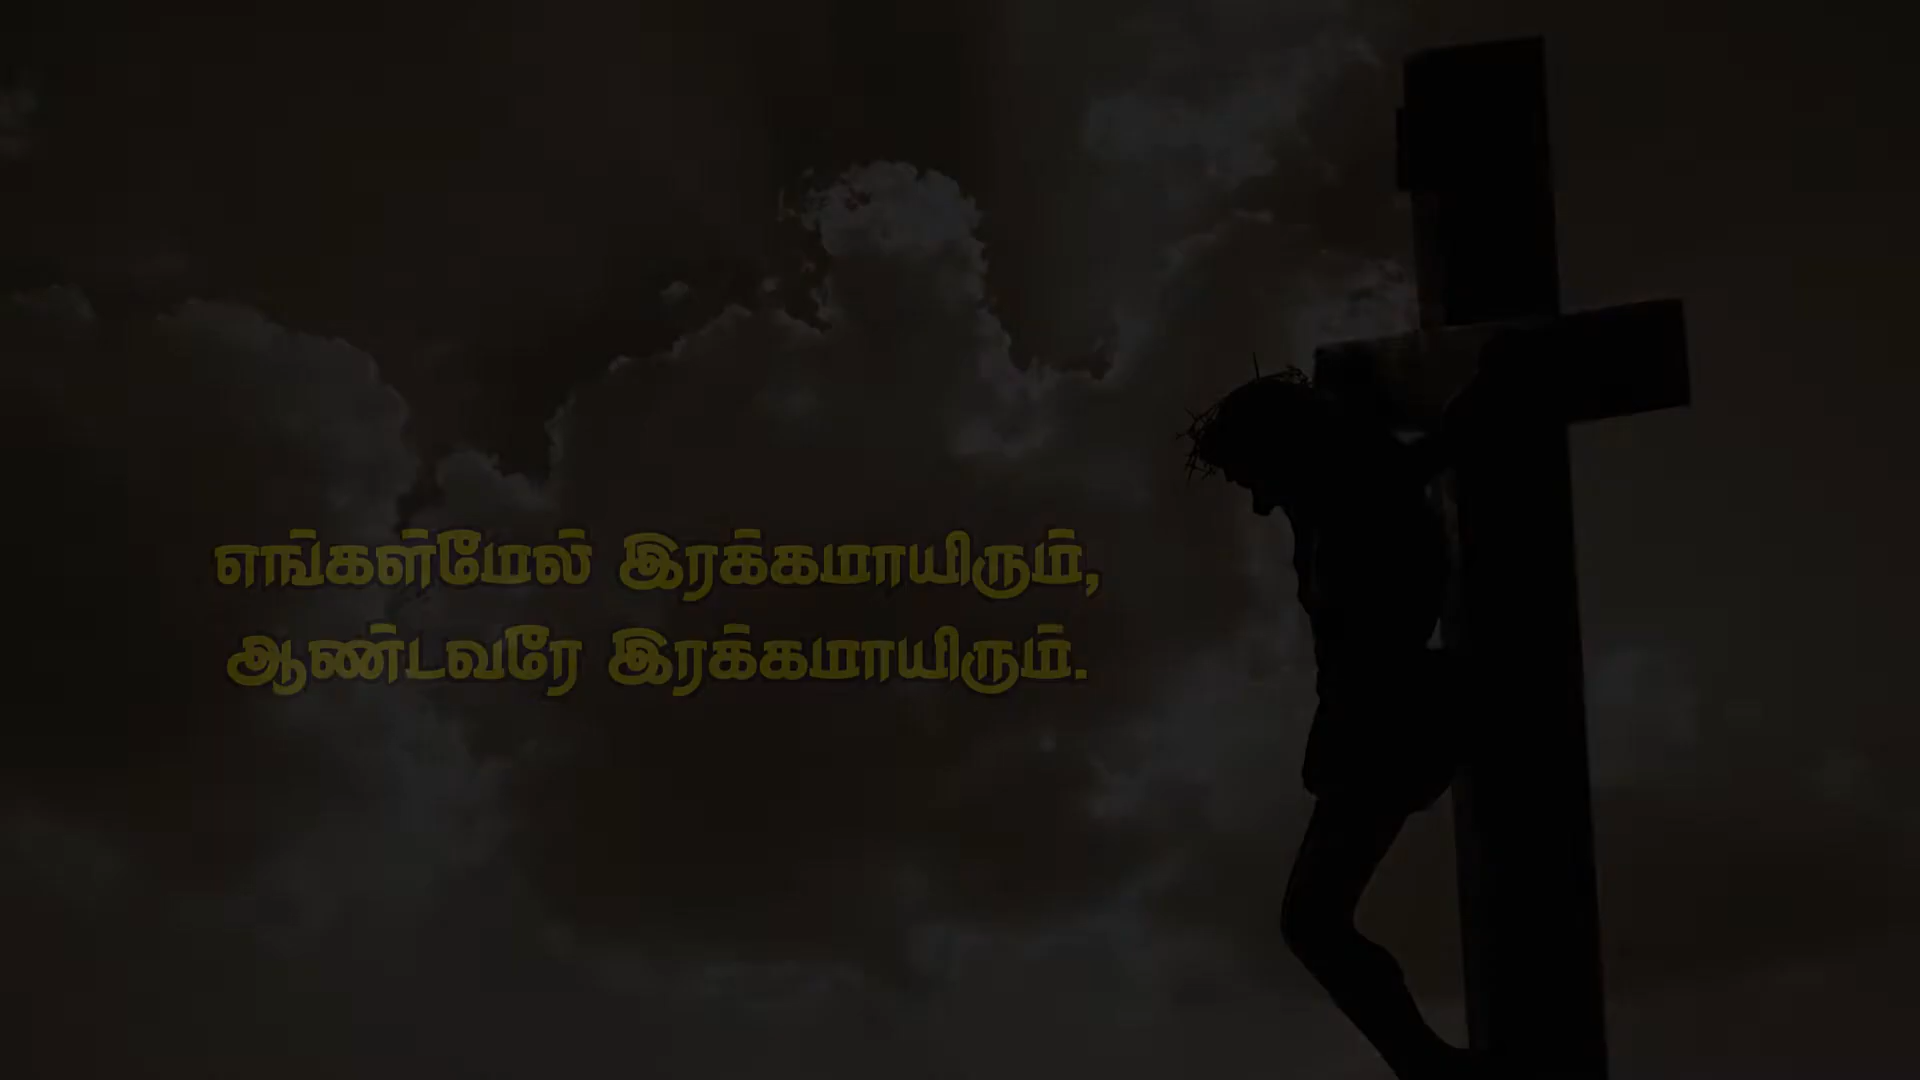 எங்கள்மேல் இரக்கமாயிரும்,
ஆண்டவரே இரக்கமாயிரும்.